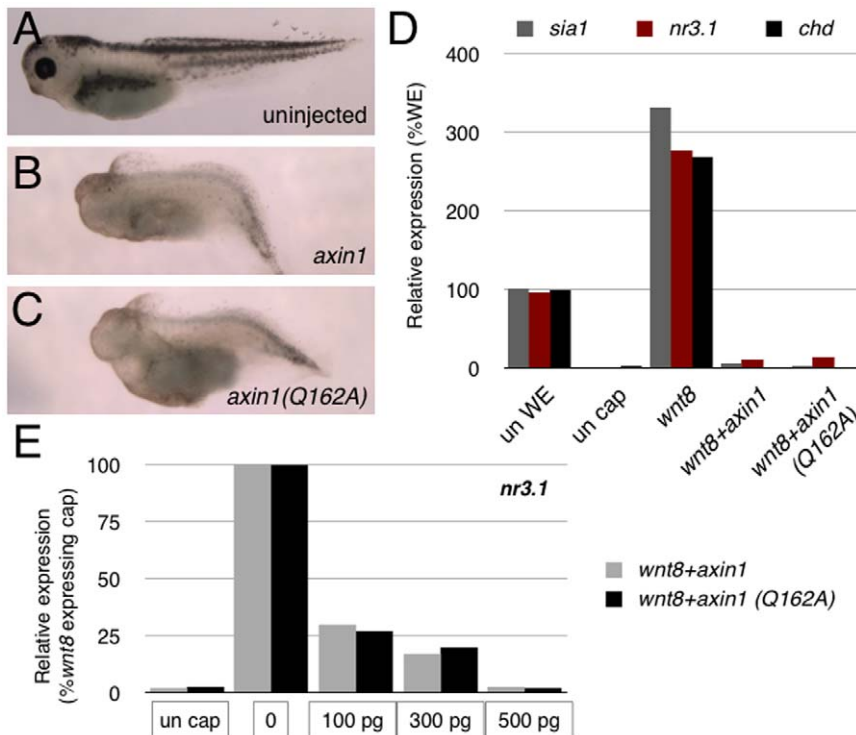 A
uninjected
B
axin1
C
axin1(Q162A)
D
sia1 nr3.1 chd
Relative expression (%WE)
400
300
200
100
0
un WE
un cap
wnt8
wnt8+axin1
wnt8+axin1
(Q162A)
E
nr3.1
Relative expression
(%wnt8 expressing cap)
100
75
50
25
0
un cap 0 100 pg 300 pg 500 pg
wnt8+axin1
wnt8+axin1 (Q162A)